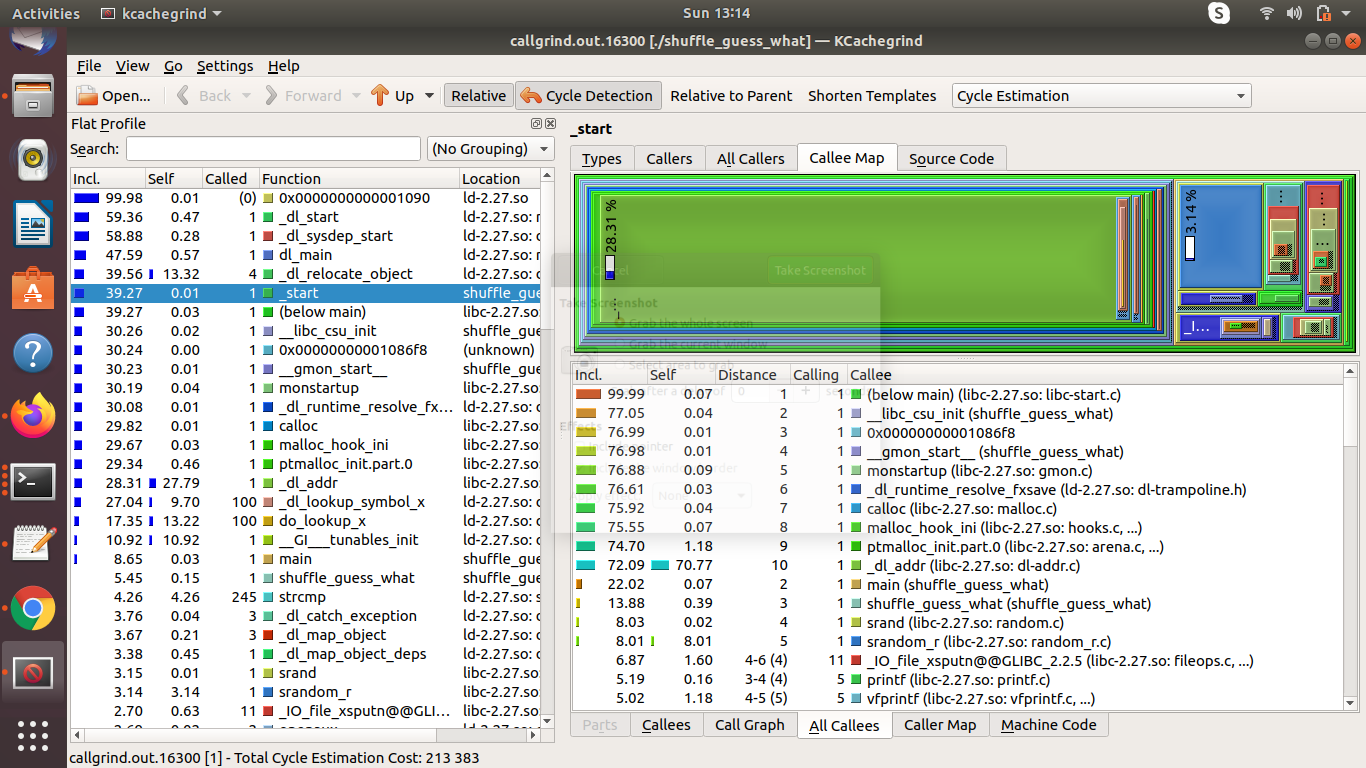 Activities kcachegrind Sun 13:14
callgrind.out.16300 [./shuffle_guess_what] — KCachegrind
File View Go Settings Help
Open... Back Forward Up Relative Cycle Detection Relative to Parent Shorten Templates Cycle Estimation
Flat Profile
Search: (No Grouping)
Incl. Self Called Function Location
99.98 0.01 (0) 0x0000000000001090 ld-2.27.so
59.36 0.47 1 _dl_start ld-2.27.so: r
58.88 0.28 1 _dl_sysdep_start ld-2.27.so: c
47.59 0.57 1 dl_main ld-2.27.so: r
39.56 13.32 4 _dl_relocate_object ld-2.27.so: c
39.27 0.01 1 _start shuffle_gue
39.27 0.03 1 (below main) libc-2.27.so:
30.26 0.02 1 __libc_csu_init shuffle_gue
30.24 0.00 1 0x00000000001086f8 (unknown)
30.23 0.01 1 __gmon_start__ shuffle_gue
30.19 0.04 1 monstartup libc-2.27.so:
30.08 0.01 1 _dl_runtime_resolve_fx... ld-2.27.so: c
29.82 0.01 1 calloc libc-2.27.so:
29.67 0.03 1 malloc_hook_ini libc-2.27.so:
29.34 0.46 1 ptmalloc_init.part.0 libc-2.27.so:
28.31 27.79 1 _dl_addr libc-2.27.so:
27.04 9.70 100 _dl_lookup_symbol_x ld-2.27.so: c
17.35 13.22 100 do_lookup_x ld-2.27.so: c
10.92 10.92 1 __GI___tunables_init ld-2.27.so: c
8.65 0.03 1 main shuffle_gue
5.45 0.15 1 shuffle_guess_what shuffle_gue
4.26 4.26 245 strcmp ld-2.27.so: s
3.76 0.04 3 _dl_catch_exception ld-2.27.so: c
3.67 0.21 3 _dl_map_object ld-2.27.so: c
3.38 0.45 1 _dl_map_object_deps ld-2.27.so: c
3.15 0.01 1 srand libc-2.27.so:
3.14 3.14 1 srandom_r libc-2.27.so:
2.70 0.63 11 _IO_file_xsputn@@GLI... libc-2.27.so:
_start
Types Callers All Callers Callee Map Source Code
28.31 %
3.14 %
_I...
Cancel Take Screenshot
Take Screenshot
Grab the whole screen
Grab the current window
Select area to grab
0 +
Effects
None
Incl. Self Distance Calling Callee
99.99 0.07 1 1 (below main) (libc-2.27.so: libc-start.c)
77.05 0.04 2 1 __libc_csu_init (shuffle_guess_what)
76.99 0.01 3 1 0x00000000001086f8
76.98 0.01 4 1 __gmon_start__ (shuffle_guess_what)
76.88 0.09 5 1 monstartup (libc-2.27.so: gmon.c)
76.61 0.03 6 1 _dl_runtime_resolve_fxsave (ld-2.27.so: dl-trampoline.h)
75.92 0.04 7 1 calloc (libc-2.27.so: malloc.c)
75.55 0.07 8 1 malloc_hook_ini (libc-2.27.so: hooks.c, ...)
74.70 1.18 9 1 ptmalloc_init.part.0 (libc-2.27.so: arena.c, ...)
72.09 70.77 10 1 _dl_addr (libc-2.27.so: dl-addr.c)
22.02 0.07 2 1 main (shuffle_guess_what)
13.88 0.39 3 1 shuffle_guess_what (shuffle_guess_what)
8.03 0.02 4 1 srand (libc-2.27.so: random.c)
8.01 8.01 5 1 srandom_r (libc-2.27.so: random_r.c)
6.87 1.60 4-6 (4) 11 _IO_file_xsputn@@GLIBC_2.2.5 (libc-2.27.so: fileops.c, ...)
5.19 0.16 3-4 (4) 5 printf (libc-2.27.so: printf.c)
5.02 1.18 4-5 (5) 5 vfprintf (libc-2.27.so: vfprintf.c, ...)
Parts Callees Call Graph All Callees Caller Map Machine Code
callgrind.out.16300 [1] - Total Cycle Estimation Cost: 213 383